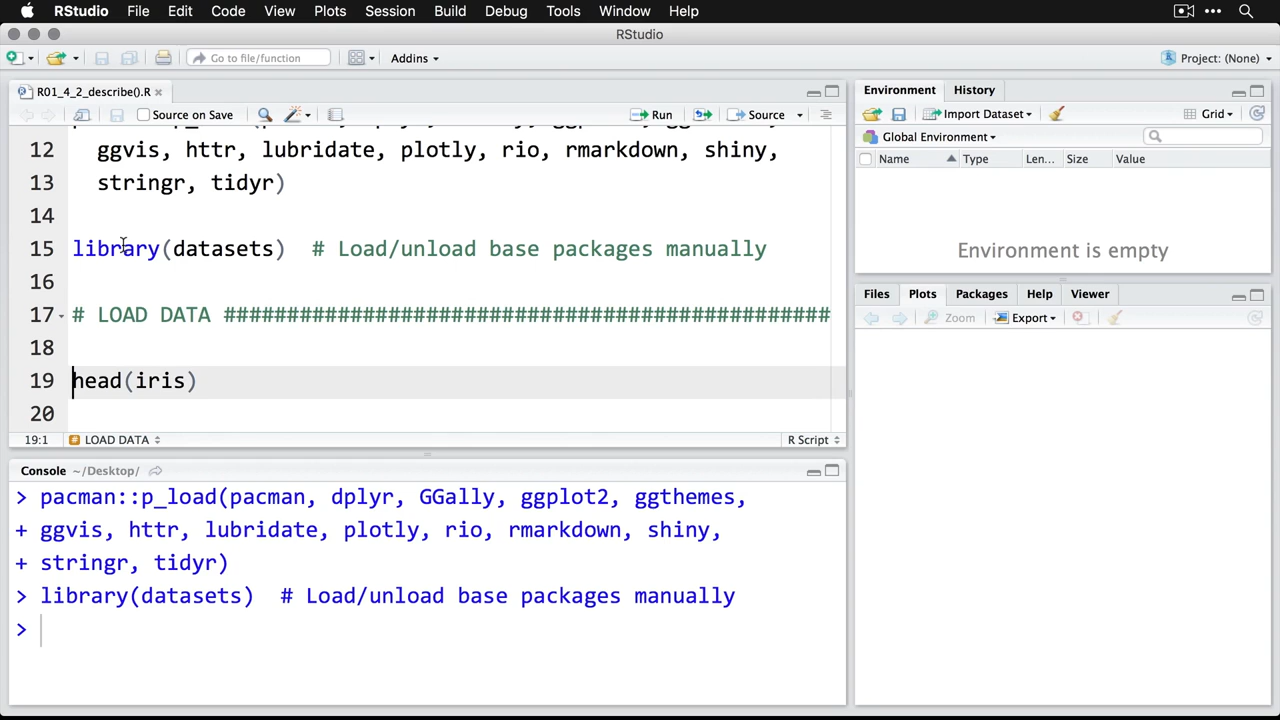 RStudio File Edit Code View Plots Session Build Debug Tools Window Help
RStudio
Go to file/function Addins Project: (None)
R01_4_2_describe().R
Source on Save Run Source
12 ggvis, httr, lubridate, plotly, rio, rmarkdown, shiny,
13 stringr, tidyr)
14
15 library(datasets)  # Load/unload base packages manually
16
17 # LOAD DATA ################################################
18
19 head(iris)
20
19:1 # LOAD DATA R Script
Console ~/Desktop/
> pacman::p_load(pacman, dplyr, GGally, ggplot2, ggthemes,
+ ggvis, httr, lubridate, plotly, rio, rmarkdown, shiny,
+ stringr, tidyr)
> library(datasets)  # Load/unload base packages manually
>
Environment History
Import Dataset Grid
Global Environment
Name Type Len... Size Value
Environment is empty
Files Plots Packages Help Viewer
Zoom Export